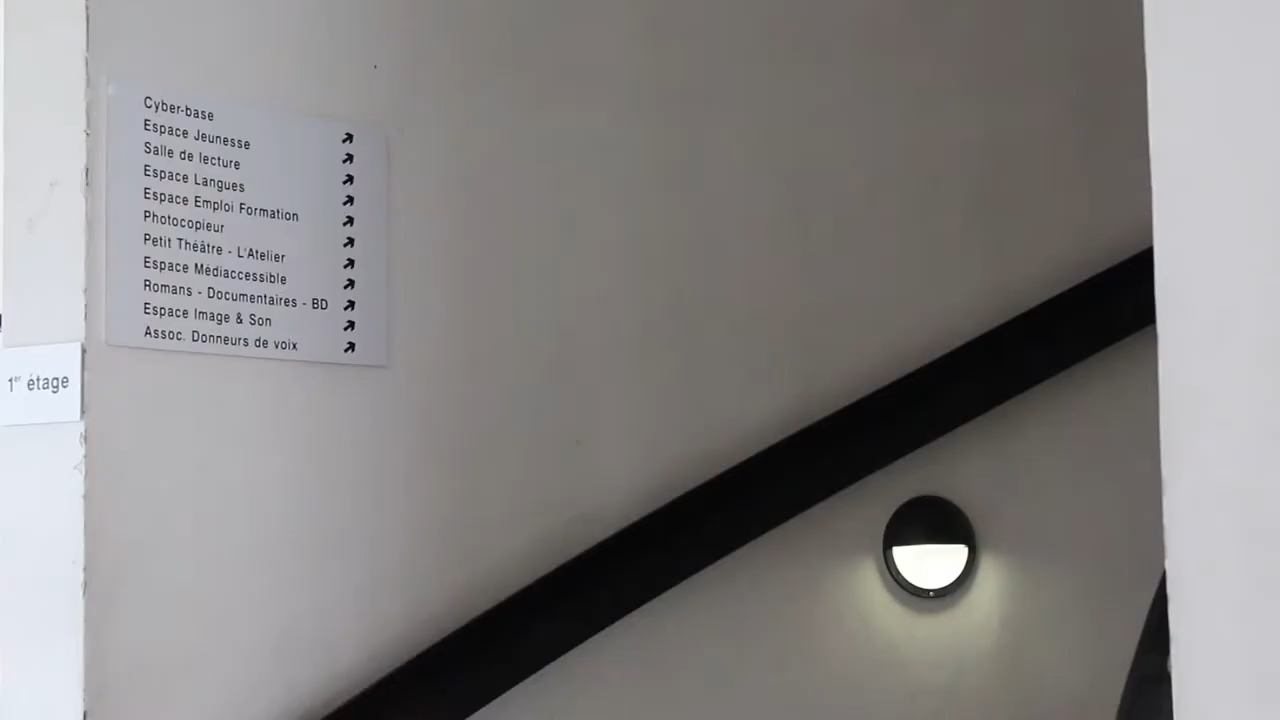 Cyber-base
Espace Jeunesse
Salle de lecture
Espace Langues
Espace Emploi Formation
Photocopieur
Petit Théâtre - L'Atelier
Espace Médiaccessible
Romans - Documentaires - BD
Espace Image & Son
Assoc. Donneurs de voix
1er étage